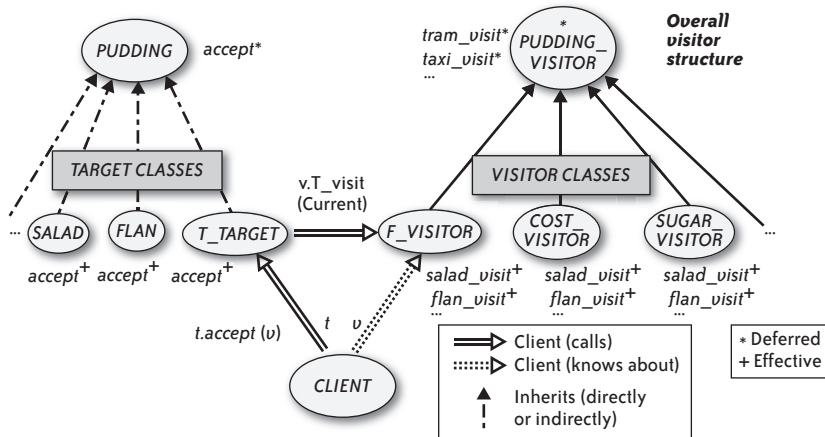 PUDDING
accept*
tram_visit*
taxi_visit*
...
*
PUDDING_
VISITOR
Overall
visitor
structure
TARGET CLASSES
v.T_visit
(Current)
VISITOR CLASSES
...
SALAD
FLAN
T_TARGET
F_VISITOR
COST_
VISITOR
SUGAR_
VISITOR
...
accept+
accept+
accept+
salad_visit+
flan_visit+
...
salad_visit+
flan_visit+
...
salad_visit+
flan_visit+
...
t.accept (v)
t
v
CLIENT
Client (calls)
Client (knows about)
Inherits (directly
or indirectly)
* Deferred
+ Effective